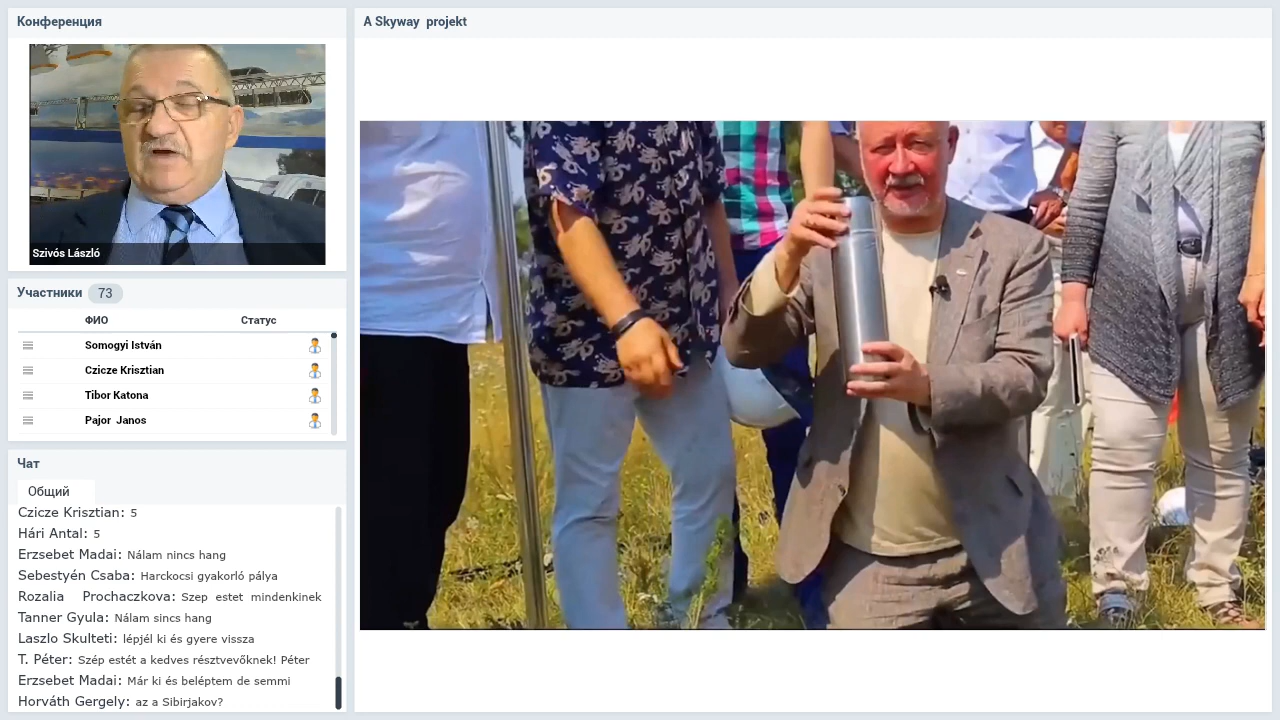 Конференция
Szivós László
Участники 73
ФИО Статус
Somogyi István
Czicze Krisztian
Tibor Katona
Pajor Janos
Чат
Общий
Czicze Krisztian: 5
Hári Antal: 5
Erzsebet Madai: Nálam nincs hang
Sebestyén Csaba: Harckocsi gyakorló pálya
Rozalia Prochaczkova: Szep estet mindenkinek
Tanner Gyula: Nálam sincs hang
Laszlo Skulteti: lépjél ki és gyere vissza
T. Péter: Szép estét a kedves résztvevőknek! Péter
Erzsebet Madai: Már ki és beléptem de semmi
Horváth Gergely: az a Sibirjakov?
A Skyway projekt